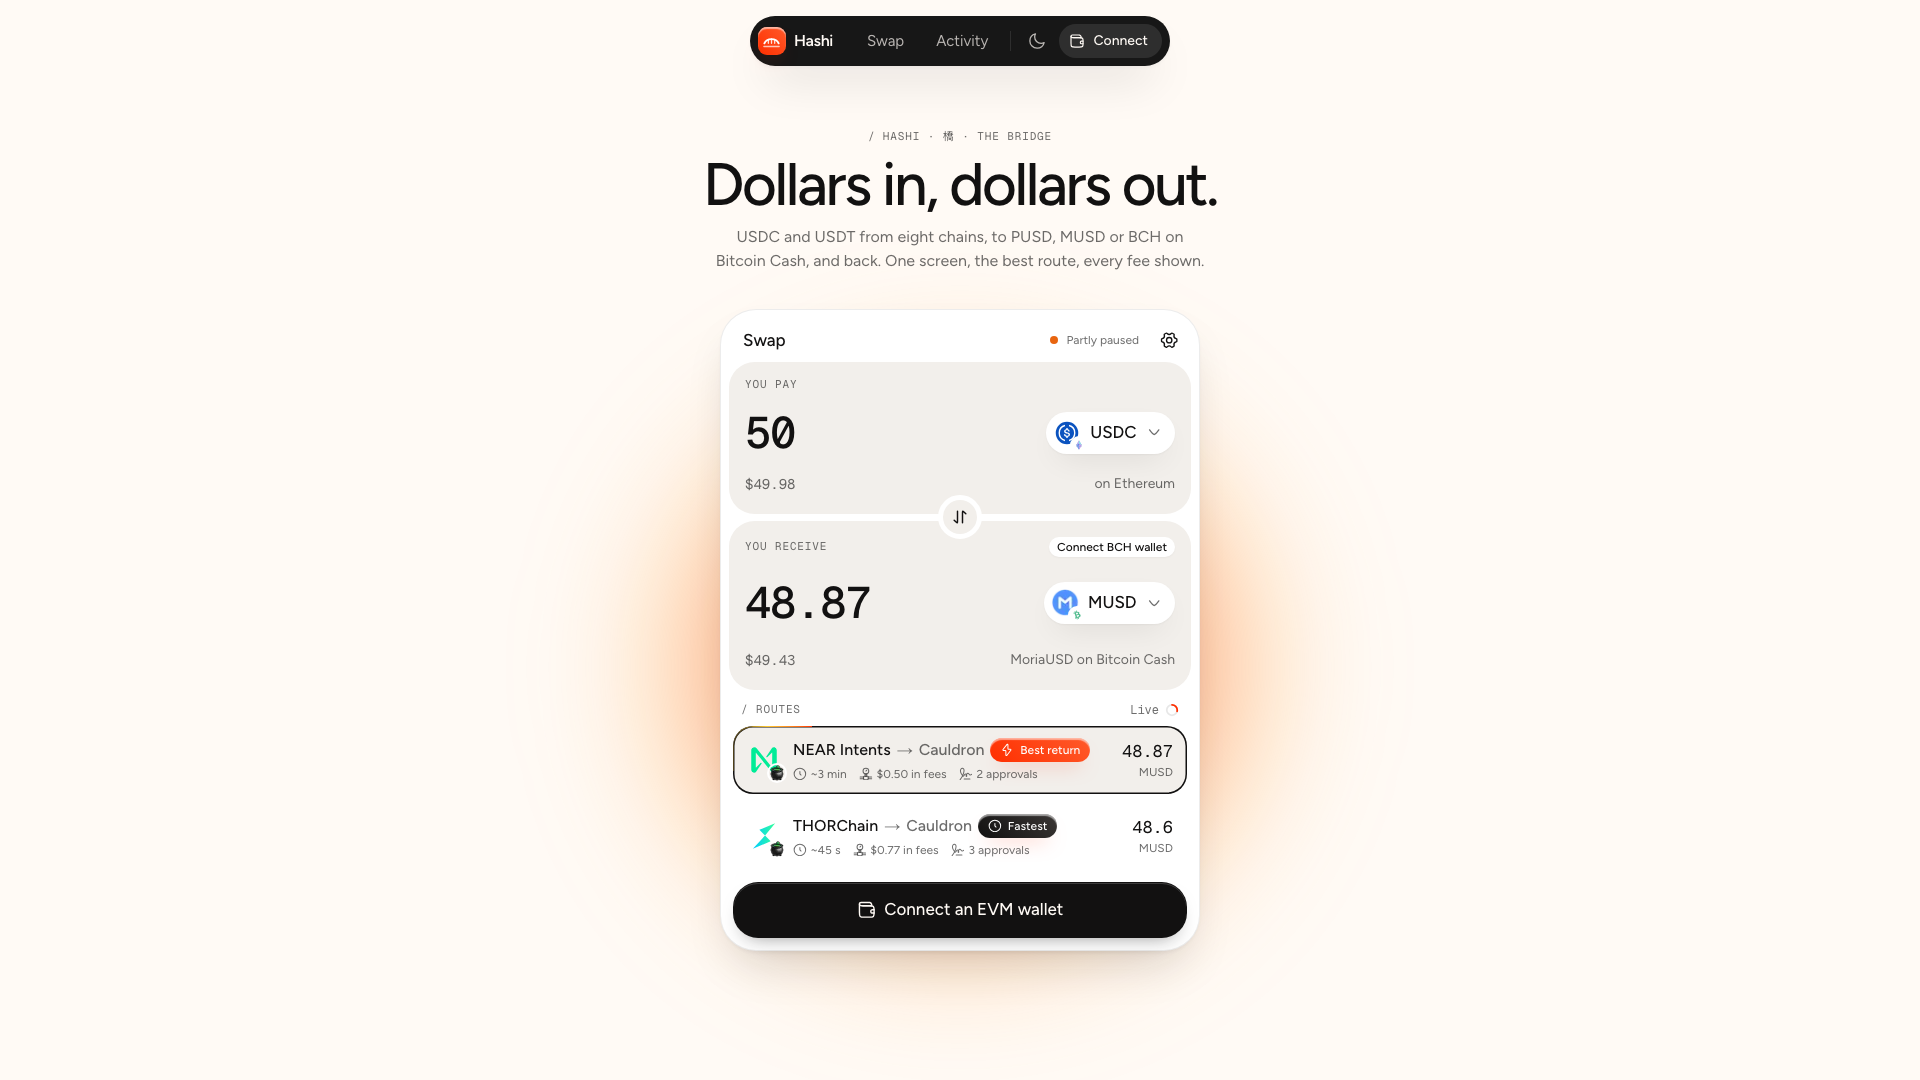 Hashi
Swap
Activity
Connect
/ HASHI · 橋 · THE BRIDGE
Dollars in, dollars out.
USDC and USDT from eight chains, to PUSD, MUSD or BCH on
Bitcoin Cash, and back. One screen, the best route, every fee shown.
Swap
Partly paused
YOU PAY
50
USDC
$49.98
on Ethereum
YOU RECEIVE
Connect BCH wallet
48.87
MUSD
$49.43
MoriaUSD on Bitcoin Cash
/ ROUTES
Live
NEAR Intents → Cauldron
Best return
48.87
~3 min
$0.50 in fees
2 approvals
MUSD
THORChain → Cauldron
Fastest
48.6
~45 s
$0.77 in fees
3 approvals
MUSD
Connect an EVM wallet